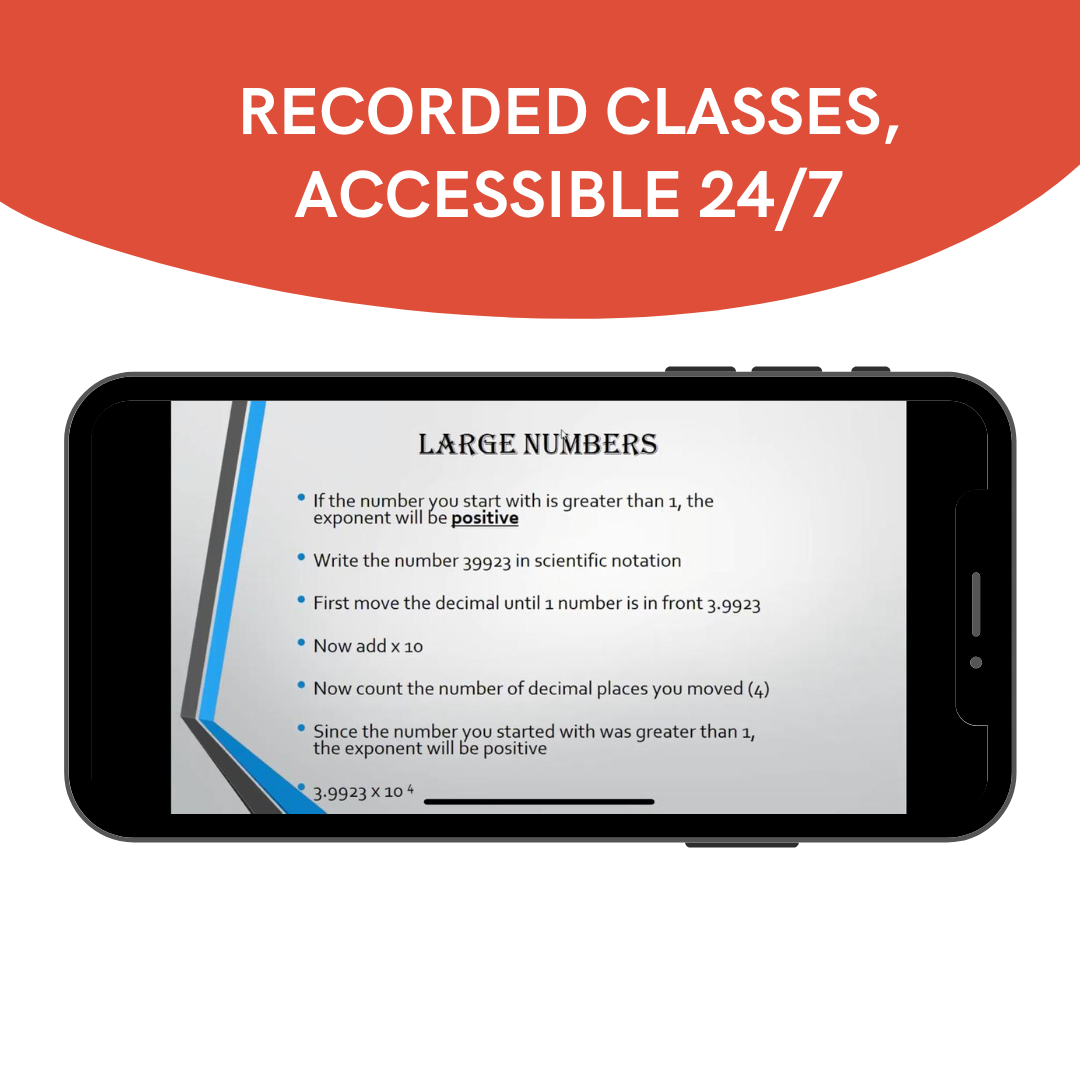 RECORDED CLASSES,
ACCESSIBLE 24/7
LARGE NUMBERS
• If the number you start with is greater than 1, the
exponent will be positive
• Write the number 39923 in scientific notation
• First move the decimal until 1 number is in front 3.9923
• Now add x 10
• Now count the number of decimal places you moved (4)
• Since the number you started with was greater than 1,
the exponent will be positive
• 3.9923 x 10 ⁴